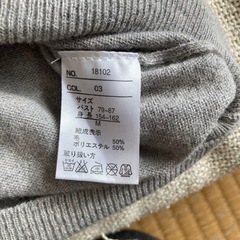 NO. 18102
COL. 03
サイズ
バスト 79-87
身長 154-162
M
組成表示
毛 50%
ポリエステル 50%
取り扱い方